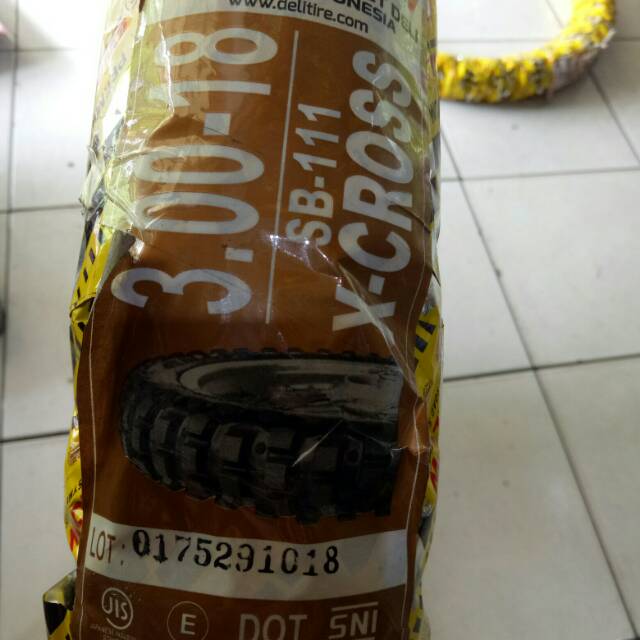 www.delitire.com
3.00-18
SB-111
X-CROSS
LOT: 0175291018
JIS
E
DOT
SNI